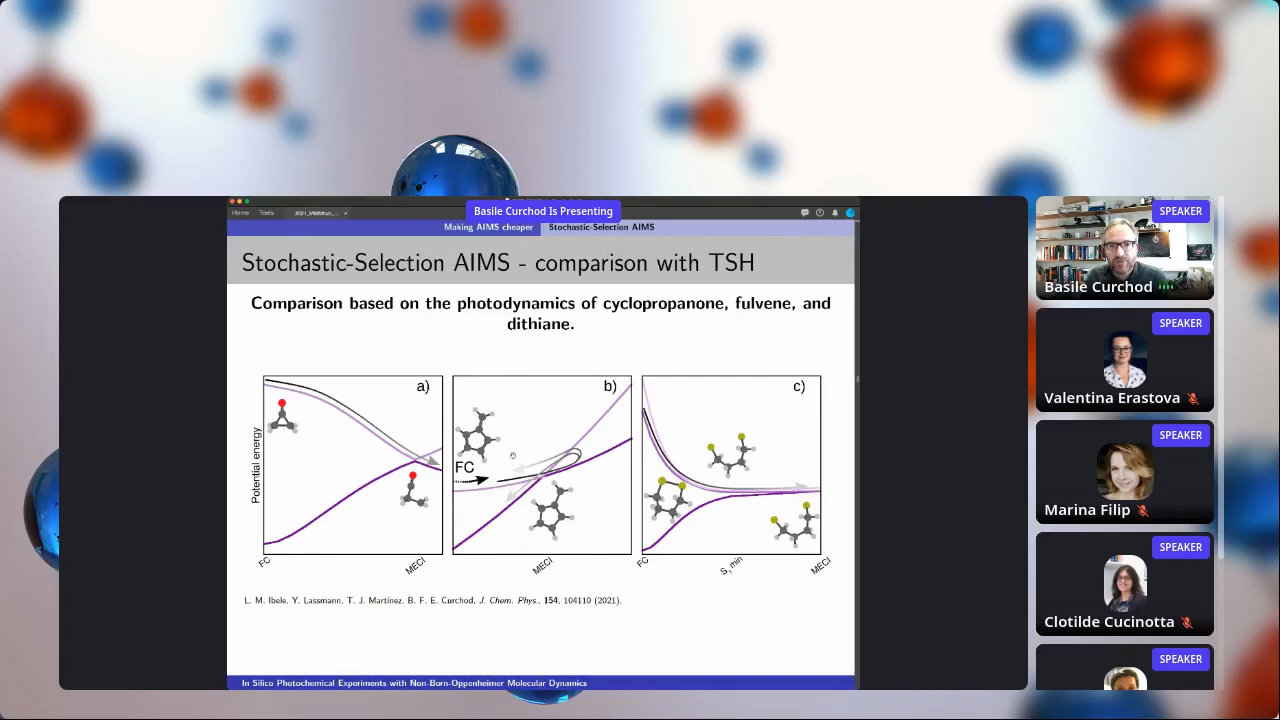 Basile Curchod Is Presenting
Home Tools 2021_MMMhub_... ×
Making AIMS cheaper Stochastic-Selection AIMS
Stochastic-Selection AIMS - comparison with TSH
Comparison based on the photodynamics of cyclopropanone, fulvene, and
dithiane.
a) b) c)
Potential energy
FC
FC MECI MECI FC S₁ min MECI
L. M. Ibele, Y. Lassmann, T. J. Martínez, B. F. E. Curchod, J. Chem. Phys., 154, 104110 (2021).
In Silico Photochemical Experiments with Non-Born-Oppenheimer Molecular Dynamics
SPEAKER
Basile Curchod
SPEAKER
Valentina Erastova
SPEAKER
Marina Filip
SPEAKER
Clotilde Cucinotta
SPEAKER